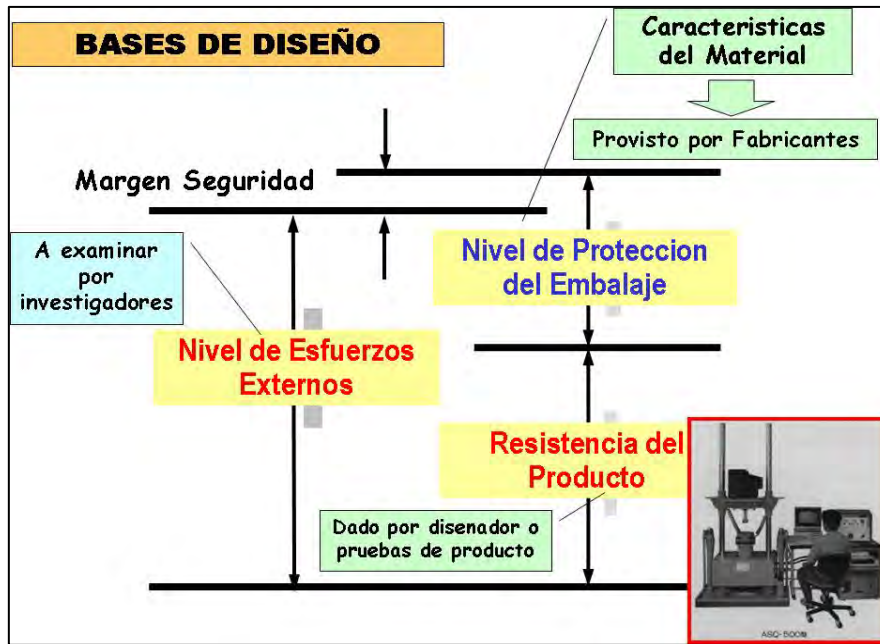 BASES DE DISEÑO
Caracteristicas
del Material
Provisto por Fabricantes
Margen Seguridad
A examinar
por
investigadores
Nivel de Proteccion
del Embalaje
Nivel de Esfuerzos
Externos
Resistencia del
Producto
Dado por disenador o
pruebas de producto